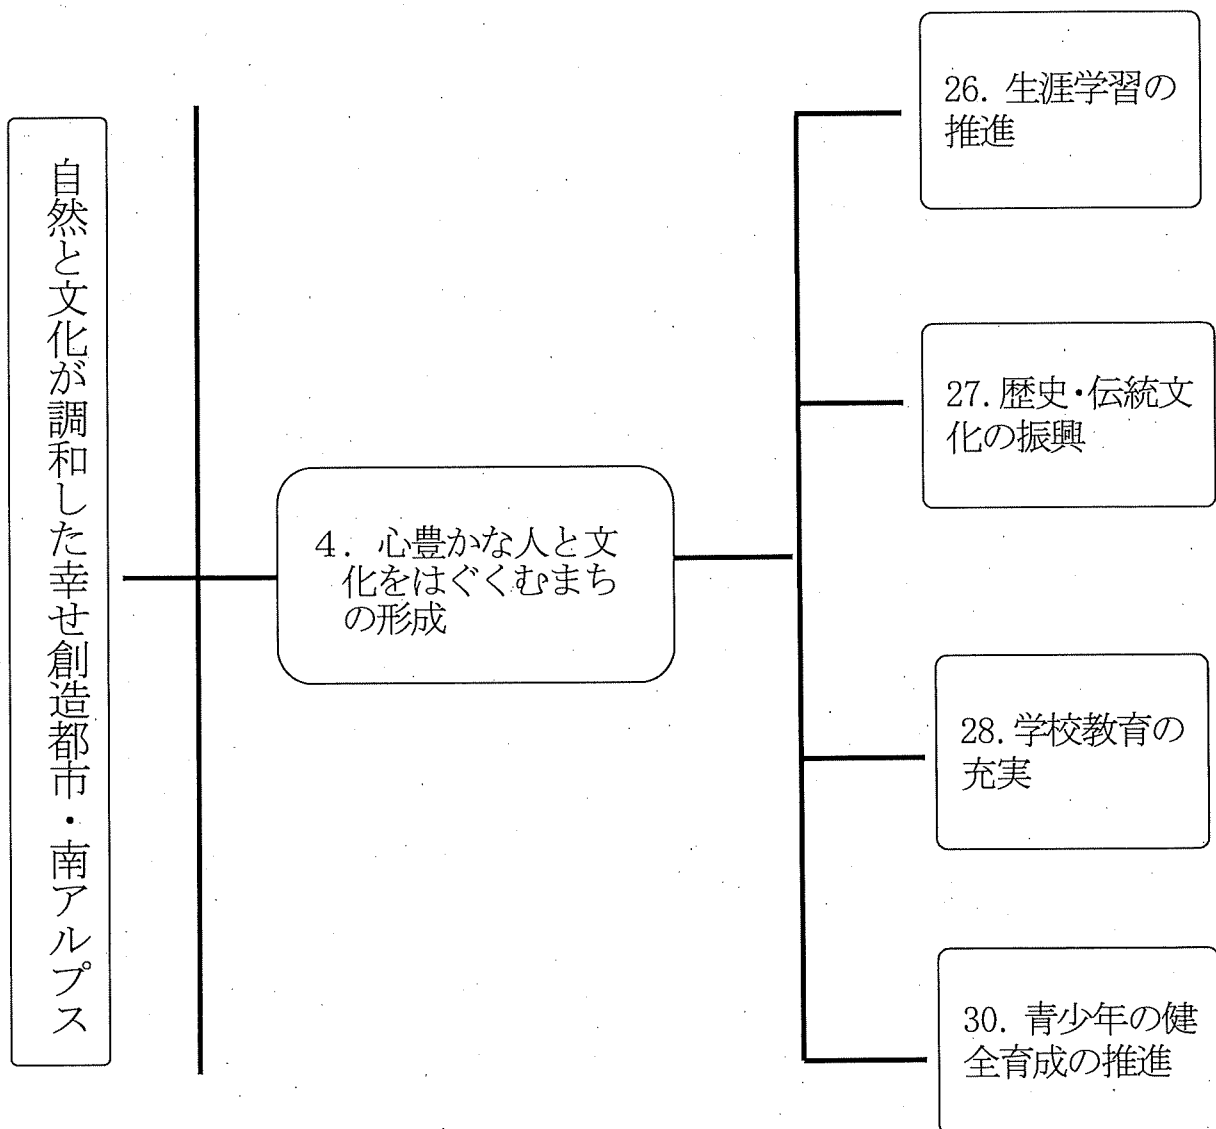 自然と文化が調和した幸せ創造都市・南アルプス
4. 心豊かな人と文
化をはぐくむまち
の形成
26. 生涯学習の
推進
27. 歴史・伝統文
化の振興
28. 学校教育の
充実
30. 青少年の健
全育成の推進